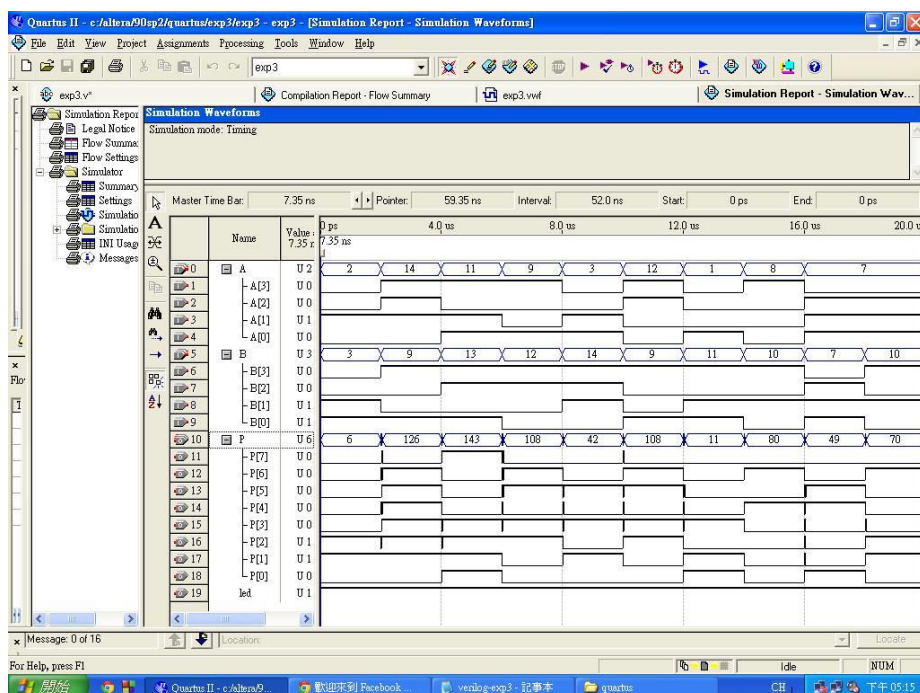 Quartus II - c:/altera/90sp2/quartus/exp3/exp3 - exp3 - [Simulation Report - Simulation Waveforms]
File Edit View Project Assignments Processing Tools Window Help
exp3
exp3.v*
Compilation Report - Flow Summary
exp3.vwf
Simulation Report - Simulation Wav...
Simulation Repor
Legal Notice
Flow Summa
Flow Settings
Simulator
Summary
Settings
Simulatio
Simulatio
INI Usag
Messages
Simulation Waveforms
Simulation mode: Timing
Master Time Bar: 7.35 ns Pointer: 59.35 ns Interval: 52.0 ns Start: 0 ps End: 0 ps
Name Value 7.35 r
0 ps 4.0 us 8.0 us 12.0 us 16.0 us 20.0 u
7.35 ns
0 A U 2 2 14 11 9 3 12 1 8 7
1 A[3] U 0
2 A[2] U 0
3 A[1] U 1
4 A[0] U 0
5 B U 3 3 9 13 12 14 9 11 10 7 10
6 B[3] U 0
7 B[2] U 0
8 B[1] U 1
9 B[0] U 1
10 P U 6 6 126 143 108 42 108 11 80 49 70
11 P[7] U 0
12 P[6] U 0
13 P[5] U 0
14 P[4] U 0
15 P[3] U 0
16 P[2] U 1
17 P[1] U 1
18 P[0] U 0
19 led U 1
Flo
Message: 0 of 16 Location: Locate
For Help, press F1 Idle NUM
開始 Quartus II - c:/altera/9... 歡迎來到 Facebook ... verilog-exp3 - 記事本 quartus CH 下午 05:15